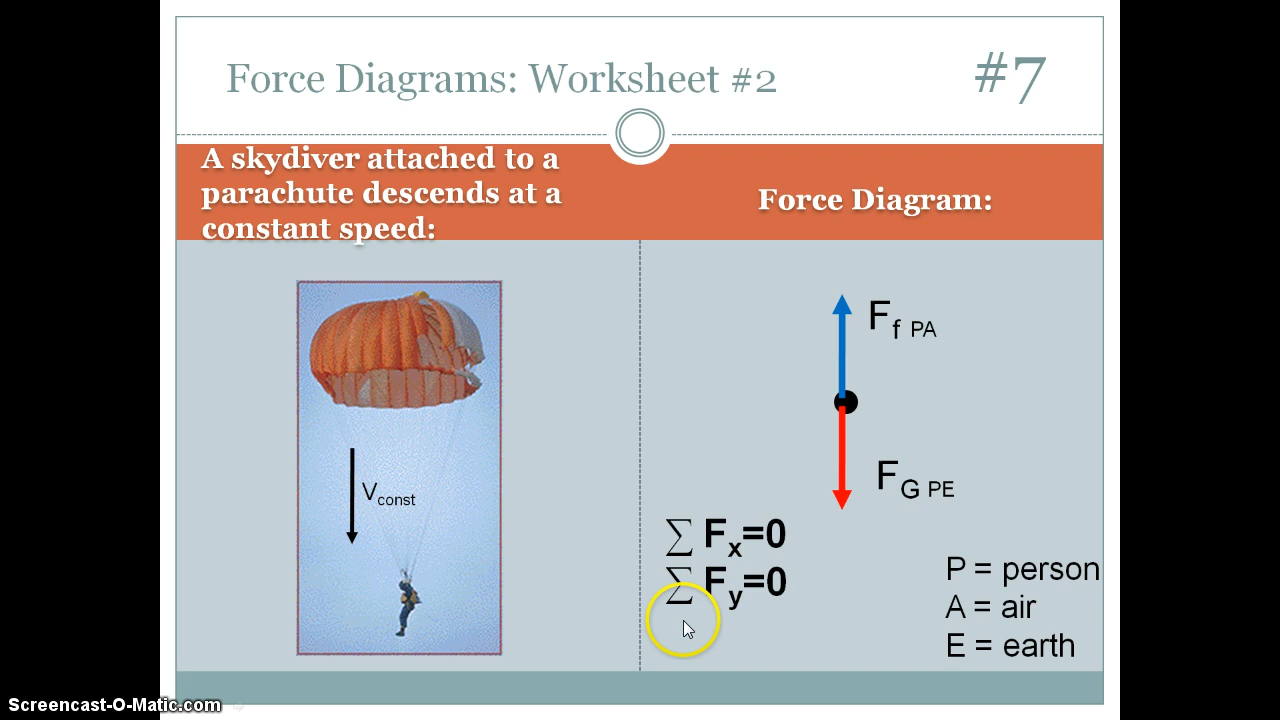 Force Diagrams: Worksheet #2
#7
A skydiver attached to a
parachute descends at a
constant speed:
Force Diagram:
Vconst
Ff PA
FG PE
∑ Fx=0
∑ Fy=0
P = person
A = air
E = earth
Screencast-O-Matic.com